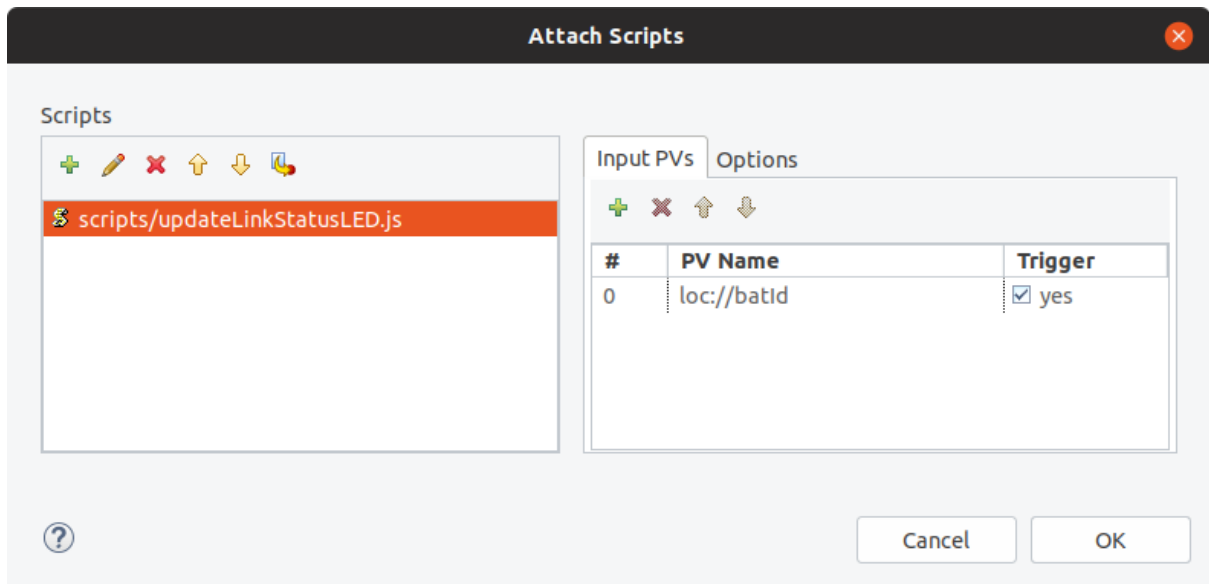 Attach Scripts
Scripts
scripts/updateLinkStatusLED.js
Input PVs Options
# PV Name Trigger
0 loc://batId yes
Cancel OK